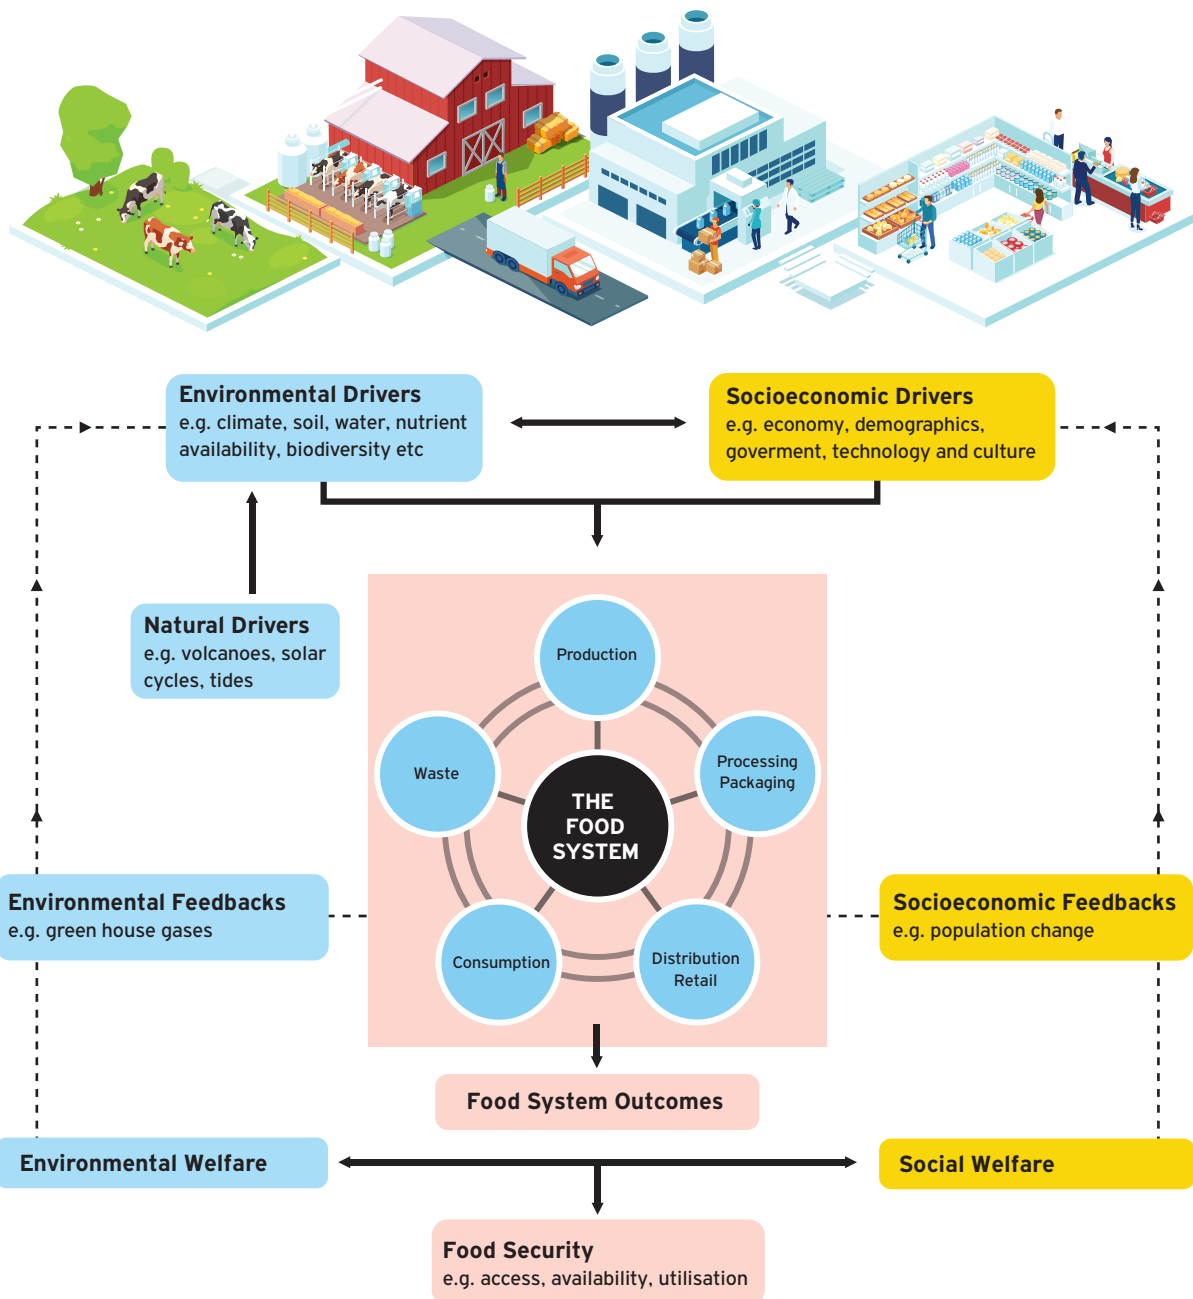 Environmental Drivers
e.g. climate, soil, water, nutrient
availability, biodiversity etc
Socioeconomic Drivers
e.g. economy, demographics,
goverment, technology and culture
Natural Drivers
e.g. volcanoes, solar
cycles, tides
Production
Waste
Processing
Packaging
THE
FOOD
SYSTEM
Consumption
Distribution
Retail
Environmental Feedbacks
e.g. green house gases
Socioeconomic Feedbacks
e.g. population change
Food System Outcomes
Environmental Welfare
Social Welfare
Food Security
e.g. access, availability, utilisation